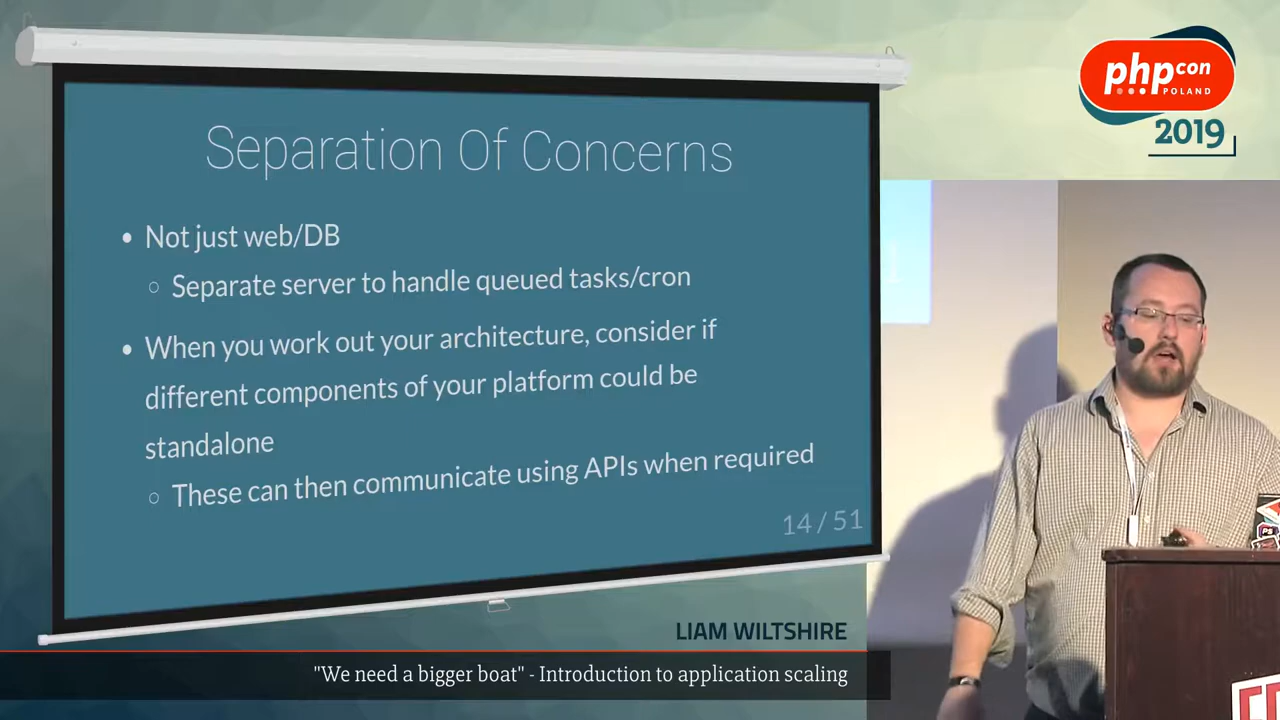 php con
POLAND
2019
Separation Of Concerns
• Not just web/DB
○ Separate server to handle queued tasks/cron
• When you work out your architecture, consider if
different components of your platform could be
standalone
○ These can then communicate using APIs when required
14 / 51
LIAM WILTSHIRE
"We need a bigger boat" - Introduction to application scaling